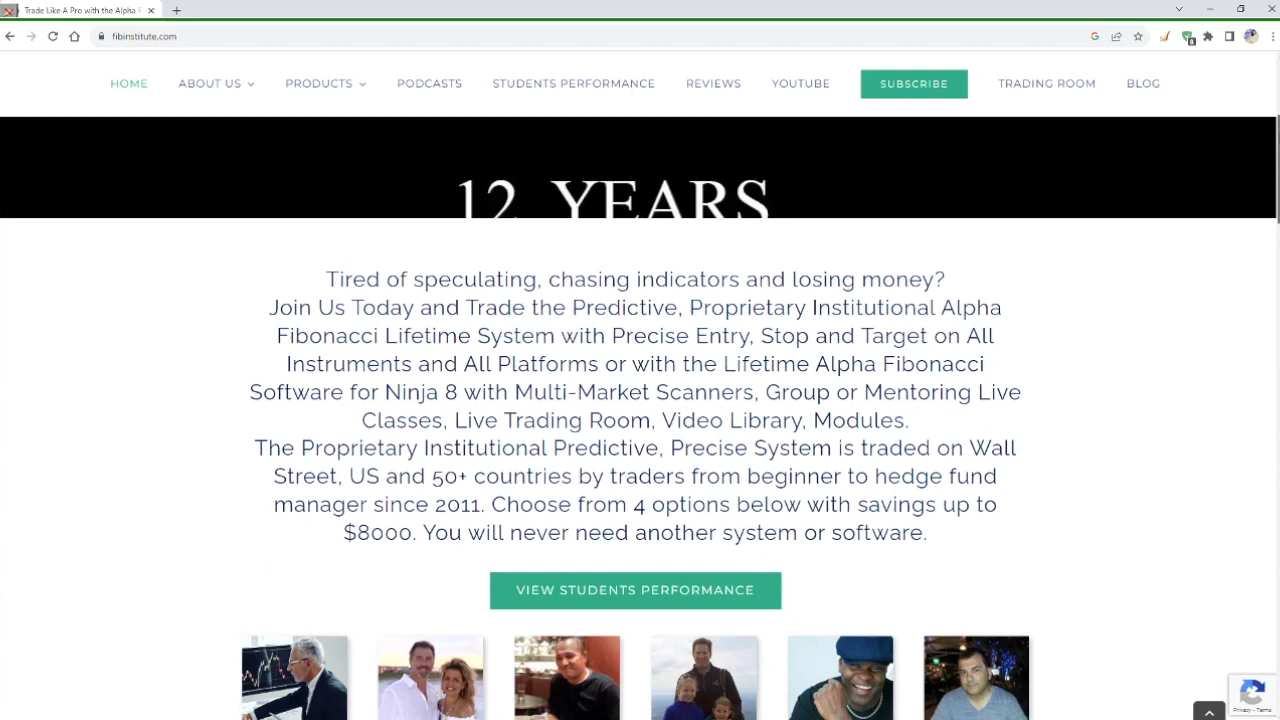 Trade Like A Pro with the Alpha F
fibinstitute.com
HOME ABOUT US PRODUCTS PODCASTS STUDENTS PERFORMANCE REVIEWS YOUTUBE SUBSCRIBE TRADING ROOM BLOG
12 YEARS
Tired of speculating, chasing indicators and losing money?
Join Us Today and Trade the Predictive, Proprietary Institutional Alpha
Fibonacci Lifetime System with Precise Entry, Stop and Target on All
Instruments and All Platforms or with the Lifetime Alpha Fibonacci
Software for Ninja 8 with Multi-Market Scanners, Group or Mentoring Live
Classes, Live Trading Room, Video Library, Modules.
The Proprietary Institutional Predictive, Precise System is traded on Wall
Street, US and 50+ countries by traders from beginner to hedge fund
manager since 2011. Choose from 4 options below with savings up to
$8000. You will never need another system or software.
VIEW STUDENTS PERFORMANCE
Privacy - Terms